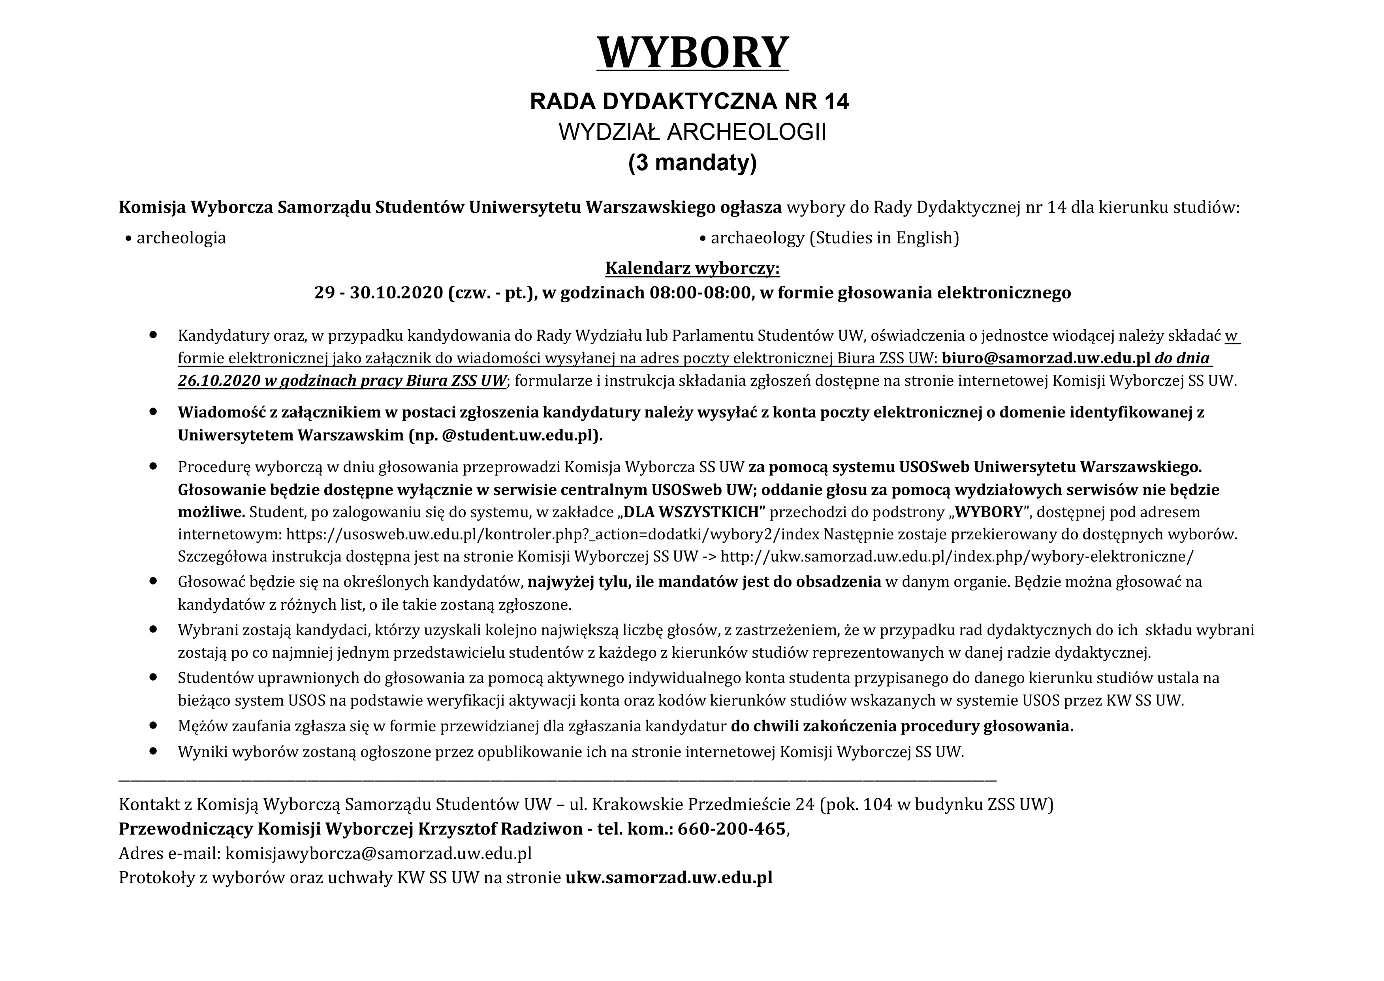 WYBORY
RADA DYDAKTYCZNA NR 14
WYDZIAŁ ARCHEOLOGII
(3 mandaty)
Komisja Wyborcza Samorządu Studentów Uniwersytetu Warszawskiego ogłasza wybory do Rady Dydaktycznej nr 14 dla kierunku studiów:
• archeologia • archaeology (Studies in English)
Kalendarz wyborczy:
29 - 30.10.2020 (czw. - pt.), w godzinach 08:00-08:00, w formie głosowania elektronicznego
• Kandydatury oraz, w przypadku kandydowania do Rady Wydziału lub Parlamentu Studentów UW, oświadczenia o jednostce wiodącej należy składać w
formie elektronicznej jako załącznik do wiadomości wysyłanej na adres poczty elektronicznej Biura ZSS UW: biuro@samorzad.uw.edu.pl do dnia
26.10.2020 w godzinach pracy Biura ZSS UW; formularze i instrukcja składania zgłoszeń dostępne na stronie internetowej Komisji Wyborczej SS UW.
• Wiadomość z załącznikiem w postaci zgłoszenia kandydatury należy wysyłać z konta poczty elektronicznej o domenie identyfikowanej z
Uniwersytetem Warszawskim (np. @student.uw.edu.pl).
• Procedurę wyborczą w dniu głosowania przeprowadzi Komisja Wyborcza SS UW za pomocą systemu USOSweb Uniwersytetu Warszawskiego.
Głosowanie będzie dostępne wyłącznie w serwisie centralnym USOSweb UW; oddanie głosu za pomocą wydziałowych serwisów nie będzie
możliwe. Student, po zalogowaniu się do systemu, w zakładce „DLA WSZYSTKICH” przechodzi do podstrony „WYBORY”, dostępnej pod adresem
internetowym: https://usosweb.uw.edu.pl/kontroler.php?_action=dodatki/wybory2/index Następnie zostaje przekierowany do dostępnych wyborów.
Szczegółowa instrukcja dostępna jest na stronie Komisji Wyborczej SS UW -> http://ukw.samorzad.uw.edu.pl/index.php/wybory-elektroniczne/
• Głosować będzie się na określonych kandydatów, najwyżej tylu, ile mandatów jest do obsadzenia w danym organie. Będzie można głosować na
kandydatów z różnych list, o ile takie zostaną zgłoszone.
• Wybrani zostają kandydaci, którzy uzyskali kolejno największą liczbę głosów, z zastrzeżeniem, że w przypadku rad dydaktycznych do ich składu wybrani
zostają po co najmniej jednym przedstawicielu studentów z każdego z kierunków studiów reprezentowanych w danej radzie dydaktycznej.
• Studentów uprawnionych do głosowania za pomocą aktywnego indywidualnego konta studenta przypisanego do danego kierunku studiów ustala na
bieżąco system USOS na podstawie weryfikacji aktywacji konta oraz kodów kierunków studiów wskazanych w systemie USOS przez KW SS UW.
• Mężów zaufania zgłasza się w formie przewidzianej dla zgłaszania kandydatur do chwili zakończenia procedury głosowania.
• Wyniki wyborów zostaną ogłoszone przez opublikowanie ich na stronie internetowej Komisji Wyborczej SS UW.
Kontakt z Komisją Wyborczą Samorządu Studentów UW – ul. Krakowskie Przedmieście 24 (pok. 104 w budynku ZSS UW)
Przewodniczący Komisji Wyborczej Krzysztof Radziwon - tel. kom.: 660-200-465,
Adres e-mail: komisjawyborcza@samorzad.uw.edu.pl
Protokoły z wyborów oraz uchwały KW SS UW na stronie ukw.samorzad.uw.edu.pl